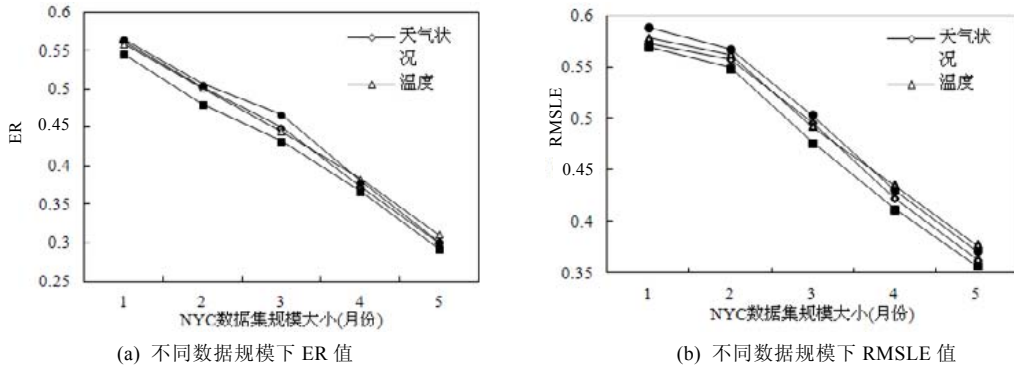 0.6
0.55
0.5
0.45
0.4
0.35
0.3
0.25
ER
天气状
况
温度
1 2 3 4 5
NYC数据集规模大小(月份)
(a) 不同数据规模下 ER 值
0.6
0.55
0.5
0.45
0.4
0.35
RMSLE
天气状
况
温度
1 2 3 4 5
NYC数据集规模大小(月份)
(b) 不同数据规模下 RMSLE 值